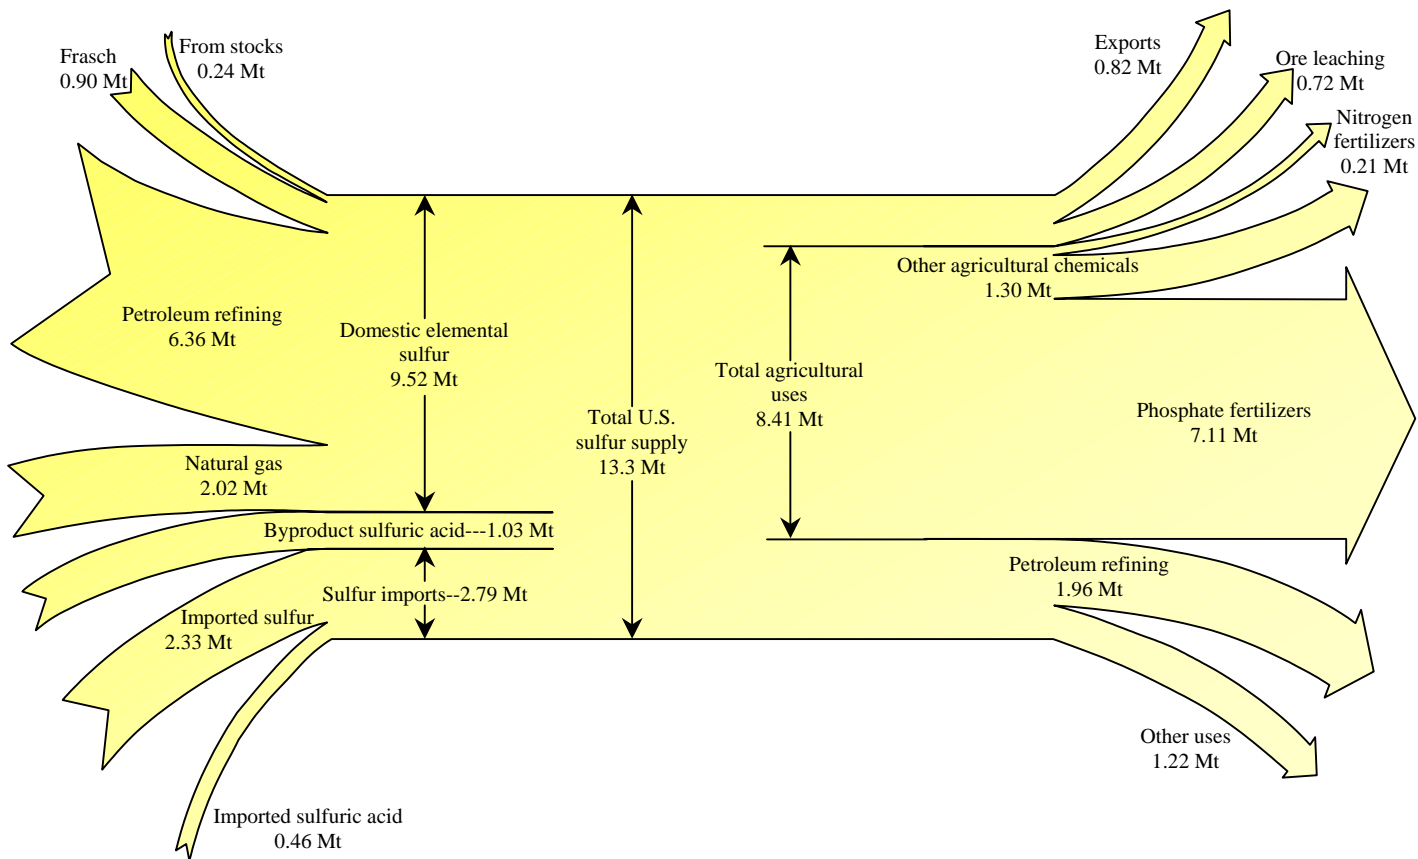 From stocks
0.24 Mt
Frasch
0.90 Mt
Exports
0.82 Mt
Ore leaching
0.72 Mt
Nitrogen
fertilizers
0.21 Mt
Other agricultural chemicals
1.30 Mt
Petroleum refining
6.36 Mt
Domestic elemental
sulfur
9.52 Mt
Total U.S.
sulfur supply
13.3 Mt
Total agricultural
uses
8.41 Mt
Phosphate fertilizers
7.11 Mt
Natural gas
2.02 Mt
Byproduct sulfuric acid---1.03 Mt
Sulfur imports--2.79 Mt
Imported sulfur
2.33 Mt
Petroleum refining
1.96 Mt
Other uses
1.22 Mt
Imported sulfuric acid
0.46 Mt